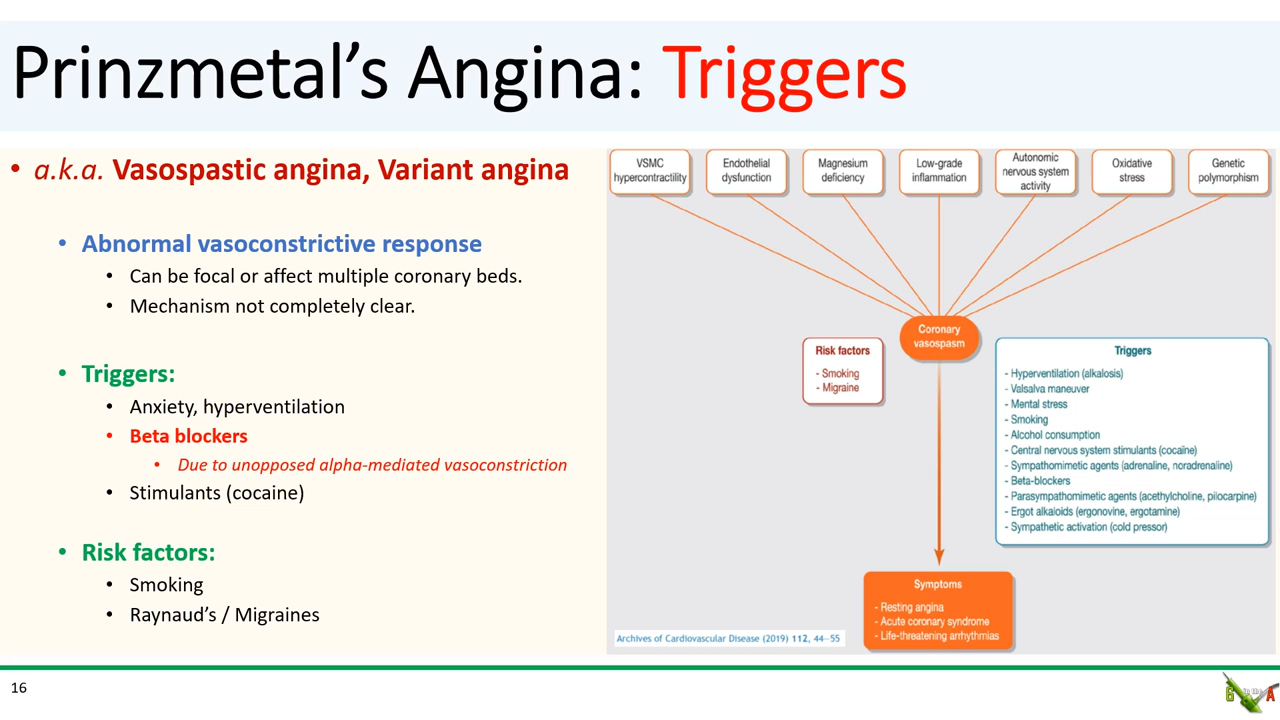 Prinzmetal’s Angina: Triggers
• a.k.a. Vasospastic angina, Variant angina
• Abnormal vasoconstrictive response
• Can be focal or affect multiple coronary beds.
• Mechanism not completely clear.
• Triggers:
• Anxiety, hyperventilation
• Beta blockers
• Due to unopposed alpha-mediated vasoconstriction
• Stimulants (cocaine)
• Risk factors:
• Smoking
• Raynaud’s / Migraines
VSMC
hypercontractility
Endothelial
dysfunction
Magnesium
deficiency
Low-grade
inflammation
Autonomic
nervous system
activity
Oxidative
stress
Genetic
polymorphism
Coronary
vasospasm
Risk factors
- Smoking
- Migraine
Triggers
- Hyperventilation (alkalosis)
- Valsalva maneuver
- Mental stress
- Smoking
- Alcohol consumption
- Central nervous system stimulants (cocaïne)
- Sympathomimetic agents (adrenaline, noradrenaline)
- Beta-blockers
- Parasympathomimetic agents (acetylcholine, pilocarpine)
- Ergot alkaloids (ergonovine, ergotamine)
- Sympathetic activation (cold pressor)
Symptoms
- Resting angina
- Acute coronary syndrome
- Life-threatening arrhythmias
Archives of Cardiovascular Disease (2019) 112, 44—55
16
G in the A